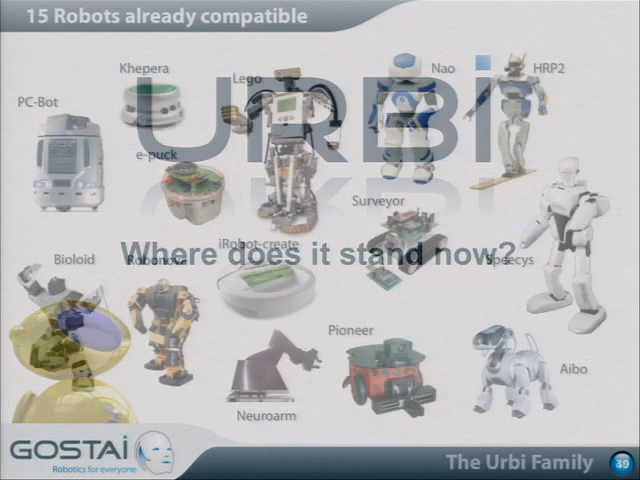 15 Robots already compatible
Khepera
Lego
Nao
HRP2
PC-Bot
URBI
e-puck
Surveyor
iRobot-create
Where does it stand now?
Bioloid
Robonova
Specys
Pioneer
Aibo
Neuroarm
GOSTAI
Robotics for everyone
The Urbi Family
39